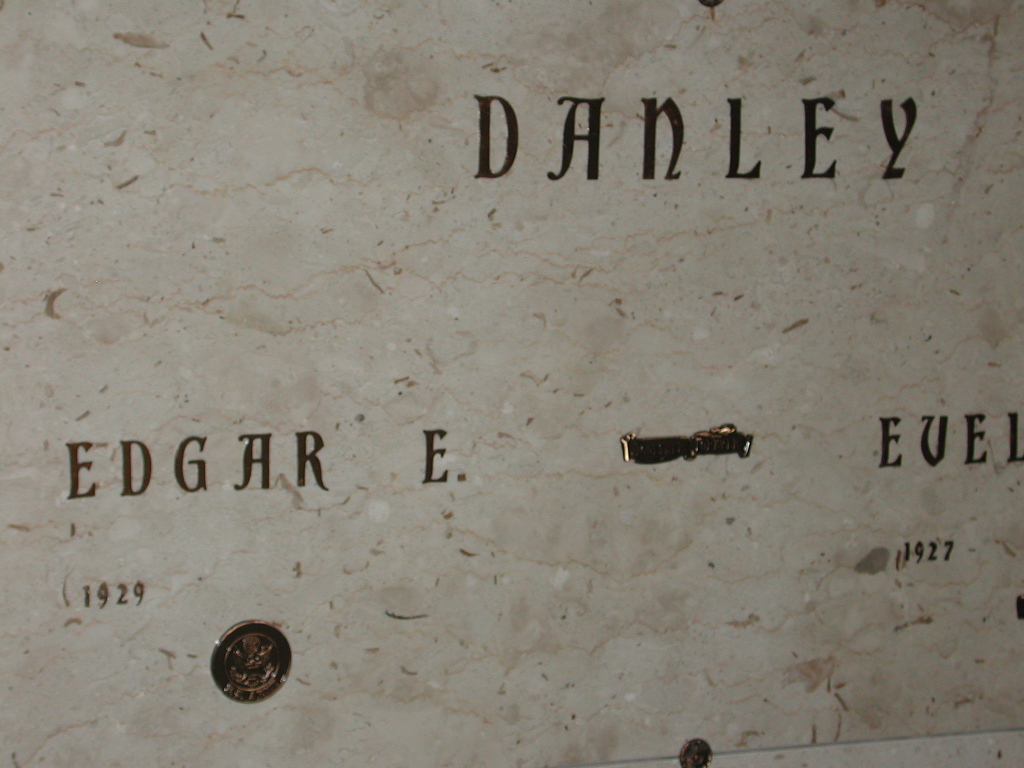 DANLEY
EDGAR E. EVEL
1929 1927 -